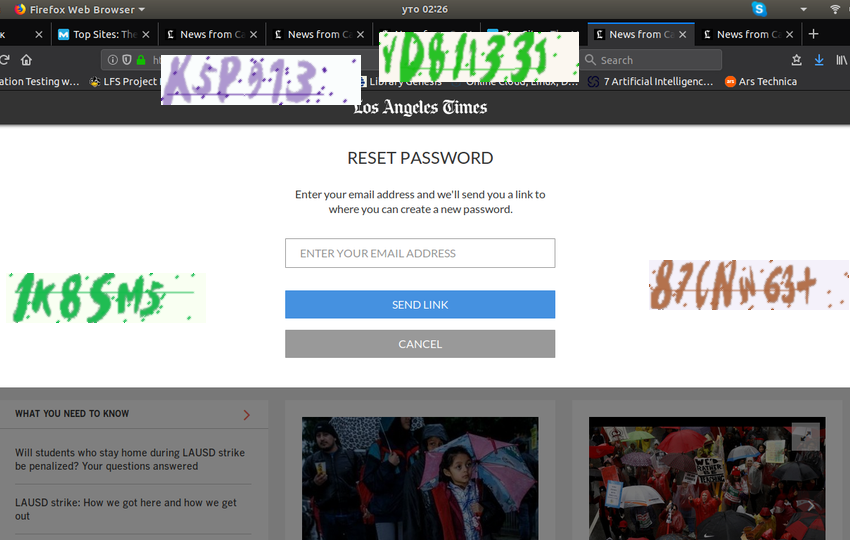 Firefox Web Browser
уто 02:26
Top Sites: The
News from Ca
News from Ca
News from Ca
News from Ca
Search
ation Testing w…
LFS Project
Library Genesis
Online Cloud, Linux, D…
7 Artificial Intelligenc…
Ars Technica
K5P913
Los Angeles Times
RESET PASSWORD
Enter your email address and we'll send you a link to
where you can create a new password.
ENTER YOUR EMAIL ADDRESS
1K8SM5
87CNW63+
SEND LINK
CANCEL
WHAT YOU NEED TO KNOW
Will students who stay home during LAUSD strike
be penalized? Your questions answered
LAUSD strike: How we got here and how we get
out